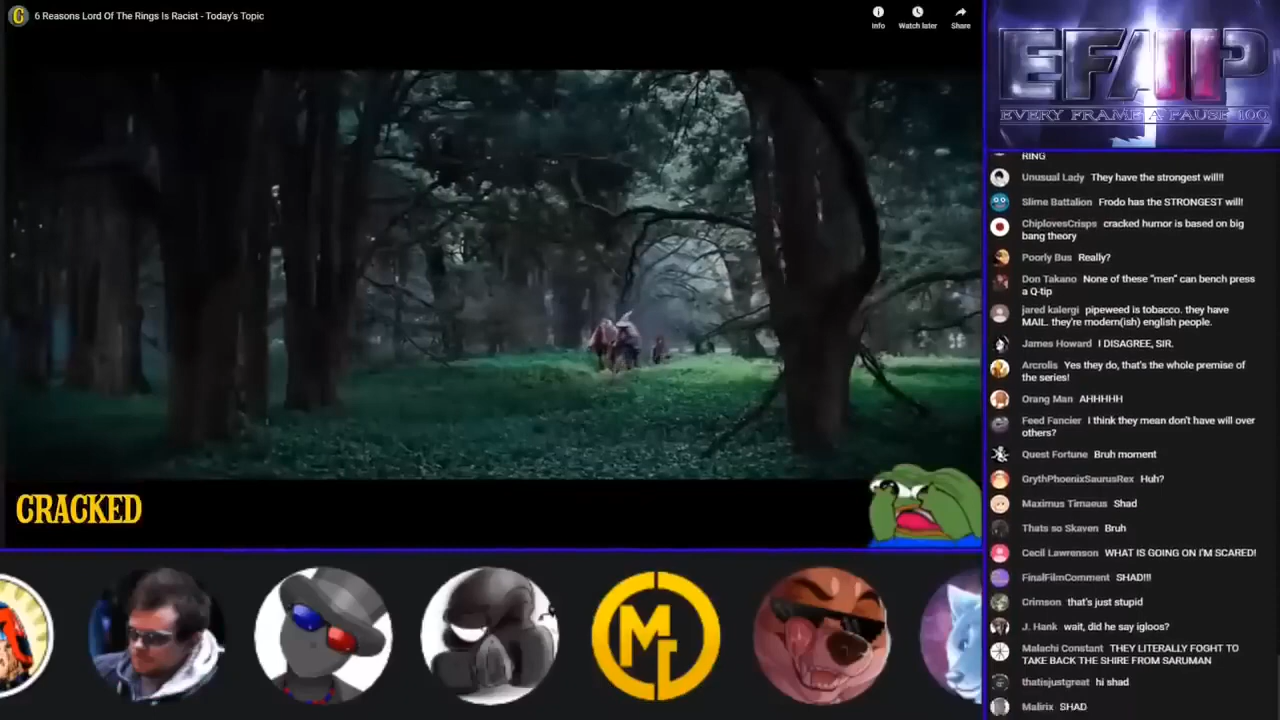 6 Reasons Lord Of The Rings Is Racist - Today's Topic
Info
Watch later
Share
EFAP
EVERY FRAME A PAUSE 100
RING
Unusual Lady They have the strongest will!!
Slime Battalion Frodo has the STRONGEST will!
ChiplovesCrisps cracked humor is based on big
bang theory
Poorly Bus Really?
Don Takano None of these "men" can bench press
a Q-tip
jared kalergi pipeweed is tobacco. they have
MAIL. they're modern(ish) english people.
James Howard I DISAGREE, SIR.
Arcrolis Yes they do, that's the whole premise of
the series!
Orang Man AHHHHH
Feed Fancier I think they mean don't have will over
others?
Quest Fortune Bruh moment
GrythPhoenixSaurusRex Huh?
Maximus Timaeus Shad
Thats so Skaven Bruh
Cecil Lawrenson WHAT IS GOING ON I'M SCARED!
FinalFilmComment SHAD!!!
Crimson that's just stupid
J. Hank wait, did he say igloos?
Malachi Constant THEY LITERALLY FOGHT TO
TAKE BACK THE SHIRE FROM SARUMAN
thatisjustgreat hi shad
Malirix SHAD
CRACKED